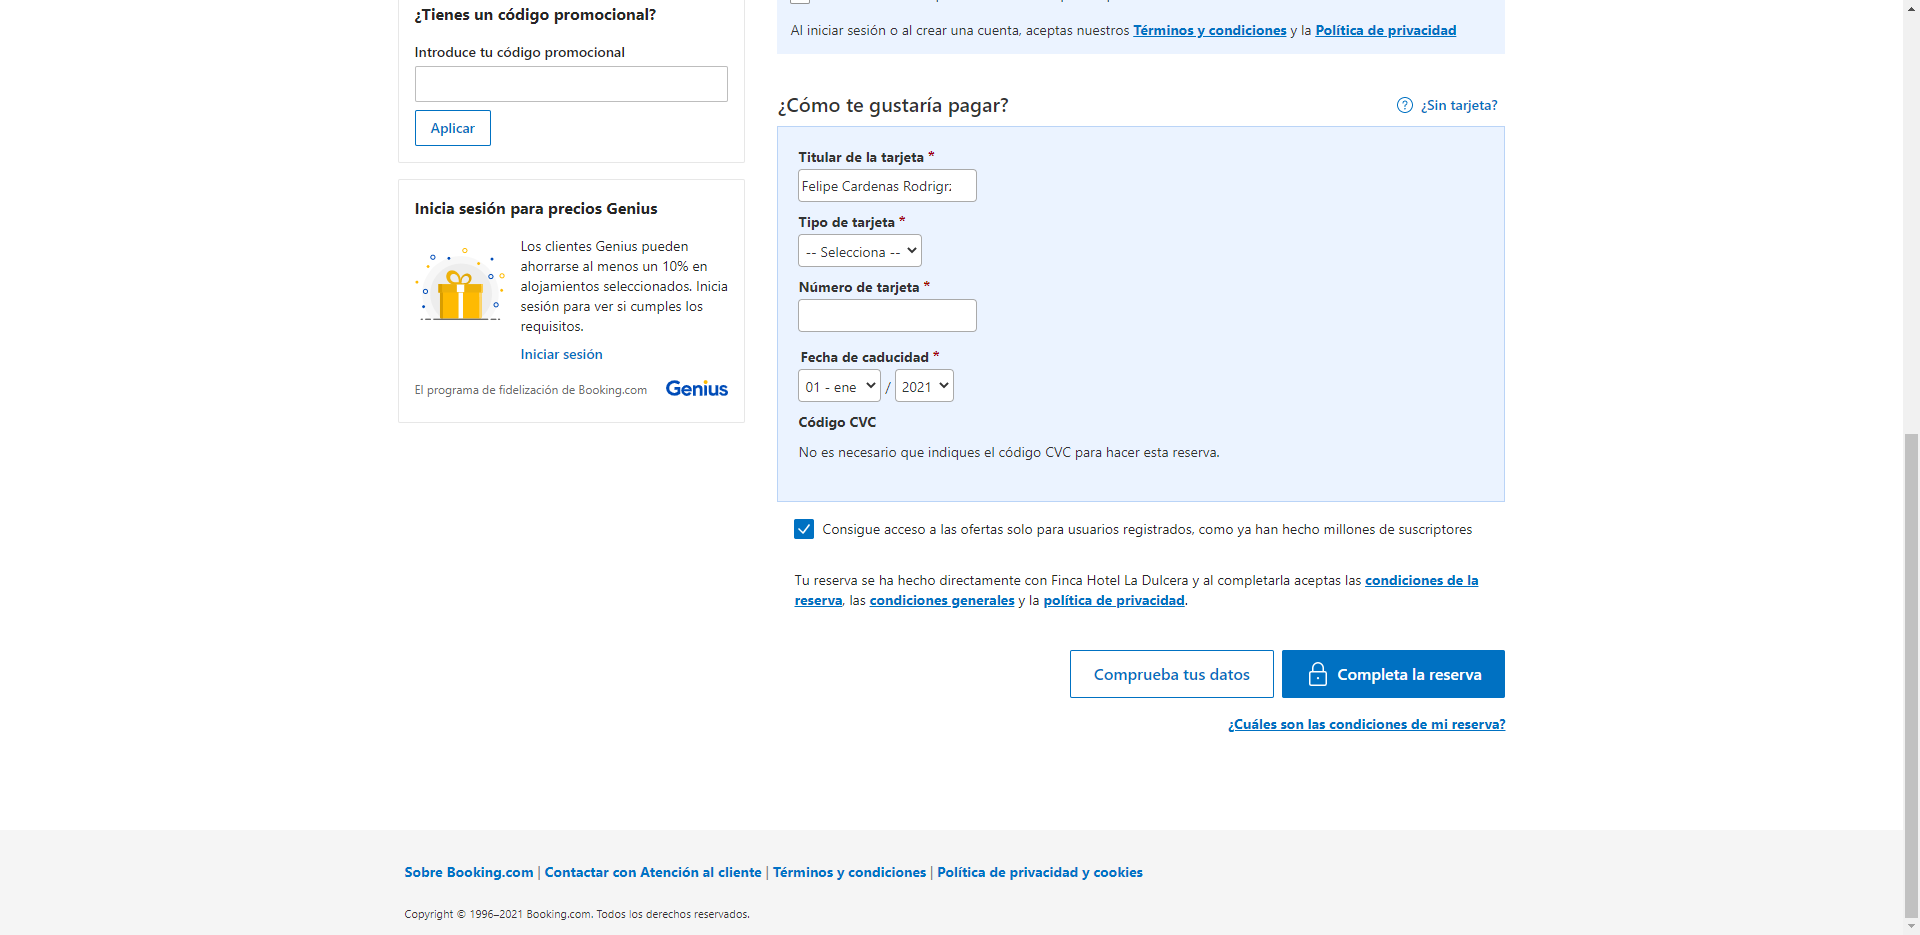 ¿Tienes un código promocional?
Introduce tu código promocional
Aplicar
Inicia sesión para precios Genius
Los clientes Genius pueden
ahorrarse al menos un 10% en
alojamientos seleccionados. Inicia
sesión para ver si cumples los
requisitos.
Iniciar sesión
El programa de fidelización de Booking.com Genius
Al iniciar sesión o al crear una cuenta, aceptas nuestros Términos y condiciones y la Política de privacidad
¿Cómo te gustaría pagar?
¿Sin tarjeta?
Titular de la tarjeta *
Felipe Cardenas
Tipo de tarjeta *
-- Selecciona --
Número de tarjeta *
Fecha de caducidad *
01 - ene / 2021
Código CVC
No es necesario que indiques el código CVC para hacer esta reserva.
Consigue acceso a las ofertas solo para usuarios registrados, como ya han hecho millones de suscriptores
Tu reserva se ha hecho directamente con Finca Hotel La Dulcera y al completarla aceptas las condiciones de la
reserva, las condiciones generales y la política de privacidad.
Comprueba tus datos
Completa la reserva
¿Cuáles son las condiciones de mi reserva?
Sobre Booking.com | Contactar con Atención al cliente | Términos y condiciones | Política de privacidad y cookies
Copyright © 1996–2021 Booking.com. Todos los derechos reservados.